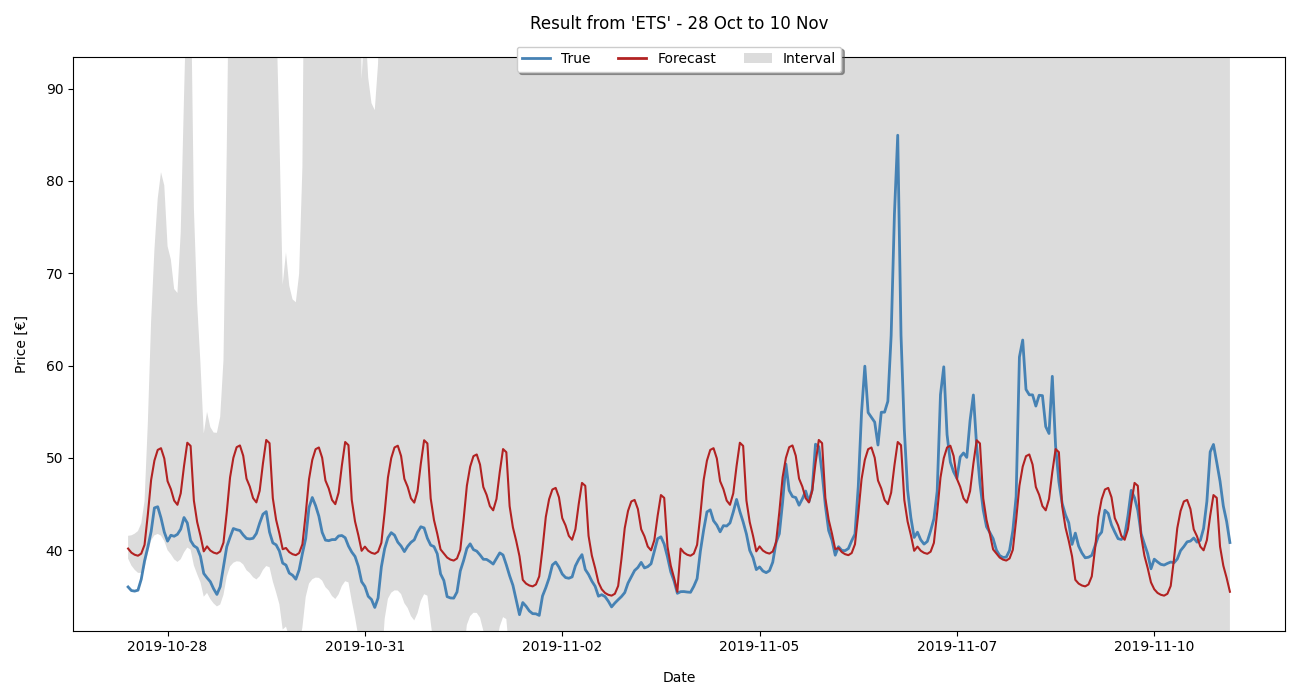 Result from 'ETS' - 28 Oct to 10 Nov
True Forecast Interval
90
80
70
60
50
40
Price [€]
2019-10-28 2019-10-31 2019-11-02 2019-11-05 2019-11-07 2019-11-10
Date